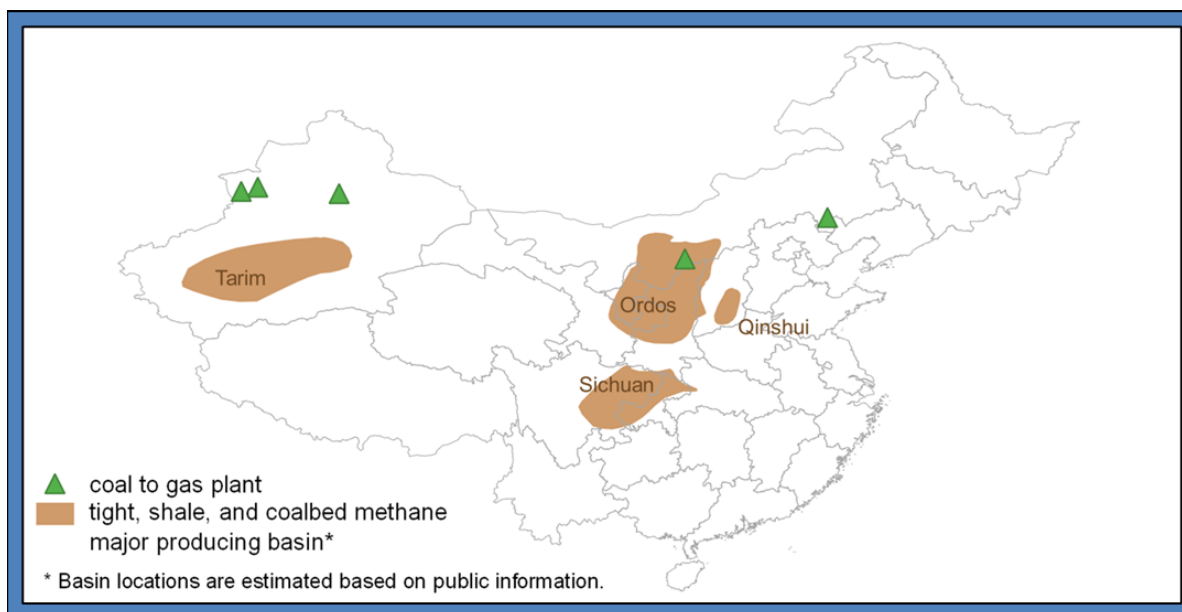 Tarim
Ordos
Qinshui
Sichuan
coal to gas plant
tight, shale, and coalbed methane
major producing basin*
* Basin locations are estimated based on public information.